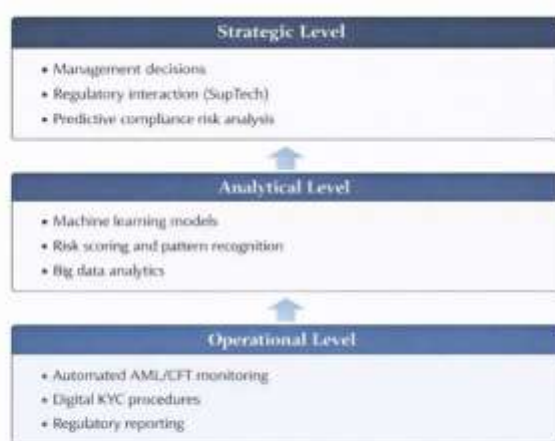 Strategic Level
• Management decisions
• Regulatory interaction (SupTech)
• Predictive compliance risk analysis
Analytical Level
• Machine learning models
• Risk scoring and pattern recognition
• Big data analytics
Operational Level
• Automated AML/CFT monitoring
• Digital KYC procedures
• Regulatory reporting